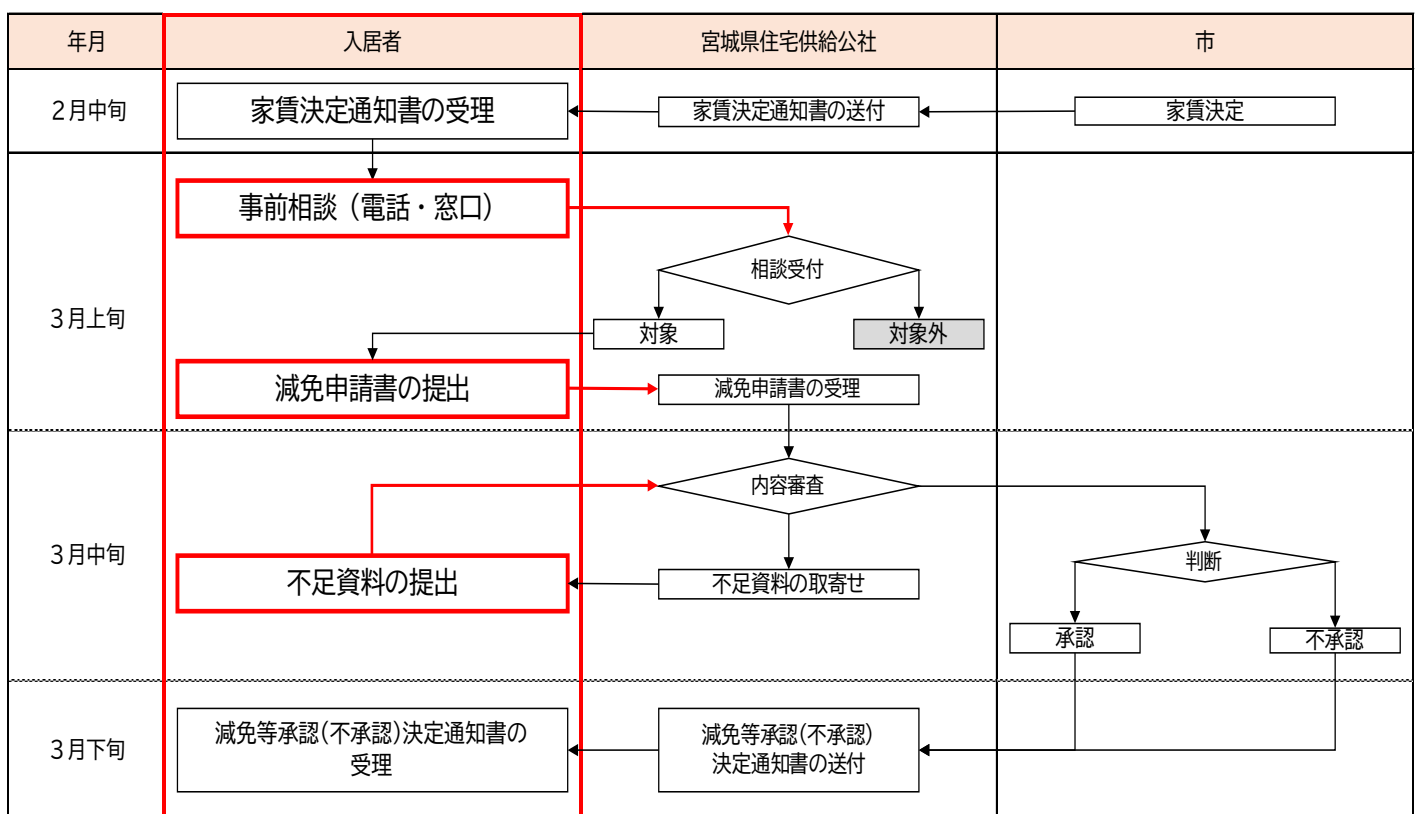 年月
入居者
宮城県住宅供給公社
市
2月中旬
家賃決定通知書の受理
家賃決定通知書の送付
家賃決定
3月上旬
事前相談（電話・窓口）
相談受付
対象
対象外
減免申請書の提出
減免申請書の受理
3月中旬
内容審査
判断
不足資料の提出
不足資料の取寄せ
承認
不承認
3月下旬
減免等承認(不承認)決定通知書の
受理
減免等承認(不承認)
決定通知書の送付